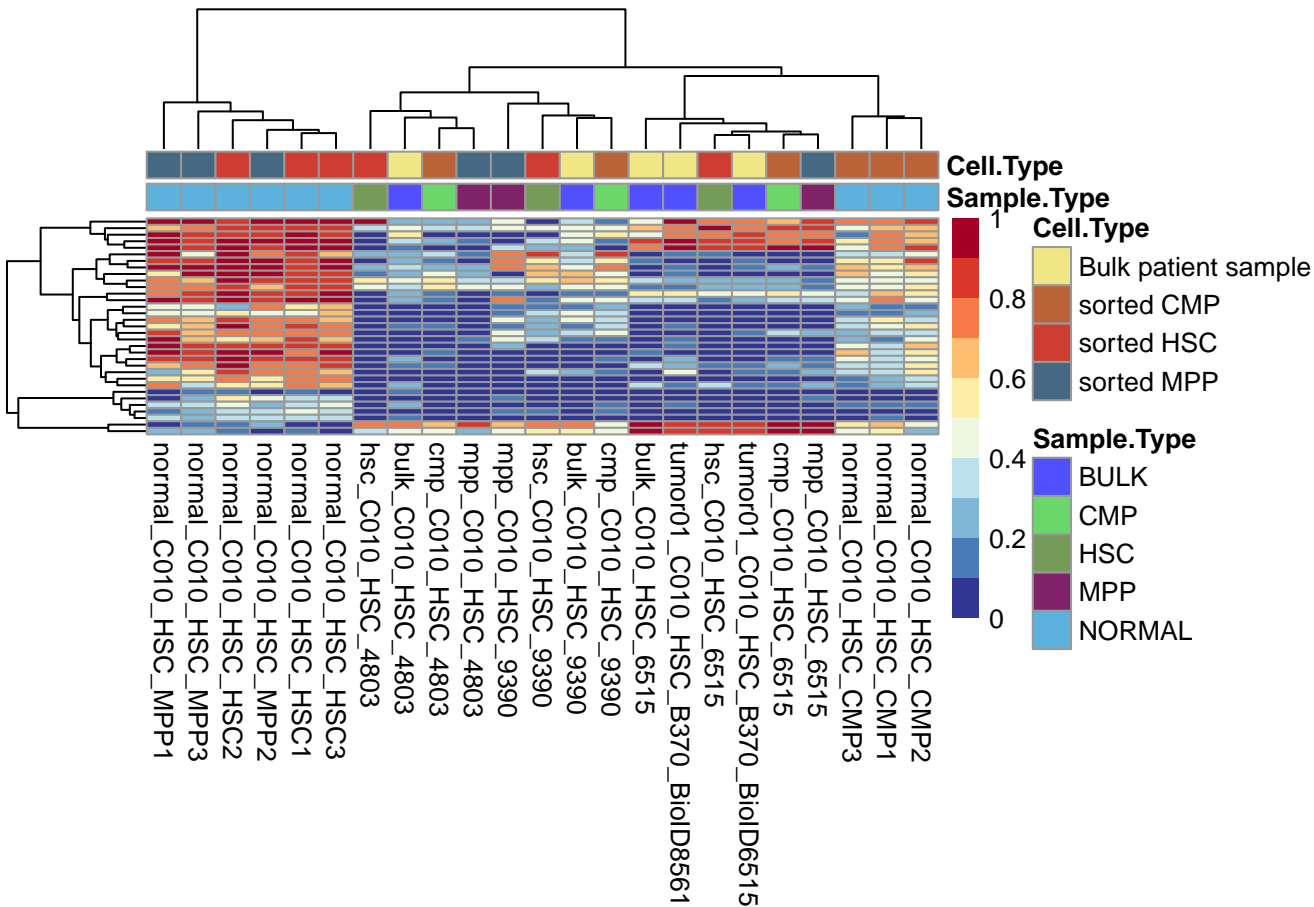 Cell.Type
Sample.Type
1
0.8
0.6
0.4
0.2
0
Cell.Type
Bulk patient sample
sorted CMP
sorted HSC
sorted MPP
Sample.Type
BULK
CMP
HSC
MPP
NORMAL
normal_C010_HSC_MPP1
normal_C010_HSC_MPP3
normal_C010_HSC_HSC2
normal_C010_HSC_MPP2
normal_C010_HSC_HSC1
normal_C010_HSC_HSC3
hsc_C010_HSC_4803
bulk_C010_HSC_4803
cmp_C010_HSC_4803
mpp_C010_HSC_4803
mpp_C010_HSC_9390
hsc_C010_HSC_9390
bulk_C010_HSC_9390
cmp_C010_HSC_9390
bulk_C010_HSC_6515
tumor01_C010_HSC_B370_BioID8561
hsc_C010_HSC_6515
tumor01_C010_HSC_B370_BioID6515
cmp_C010_HSC_6515
mpp_C010_HSC_6515
normal_C010_HSC_CMP3
normal_C010_HSC_CMP1
normal_C010_HSC_CMP2